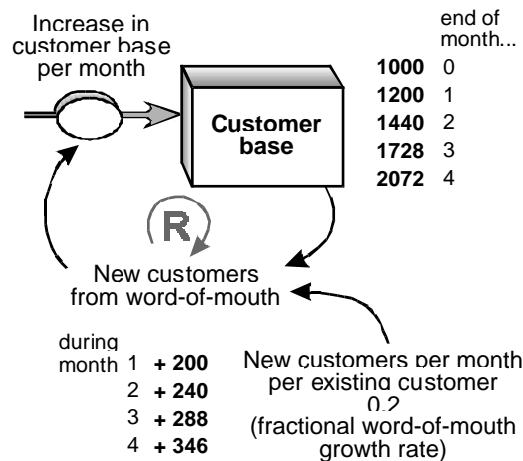 Increase in
customer base
per month
end of
month...
1000 0
1200 1
1440 2
1728 3
2072 4
Customer
base
R
New customers
from word-of-mouth
during
month 1 + 200
2 + 240
3 + 288
4 + 346
New customers per month
per existing customer
0.2
(fractional word-of-mouth
growth rate)